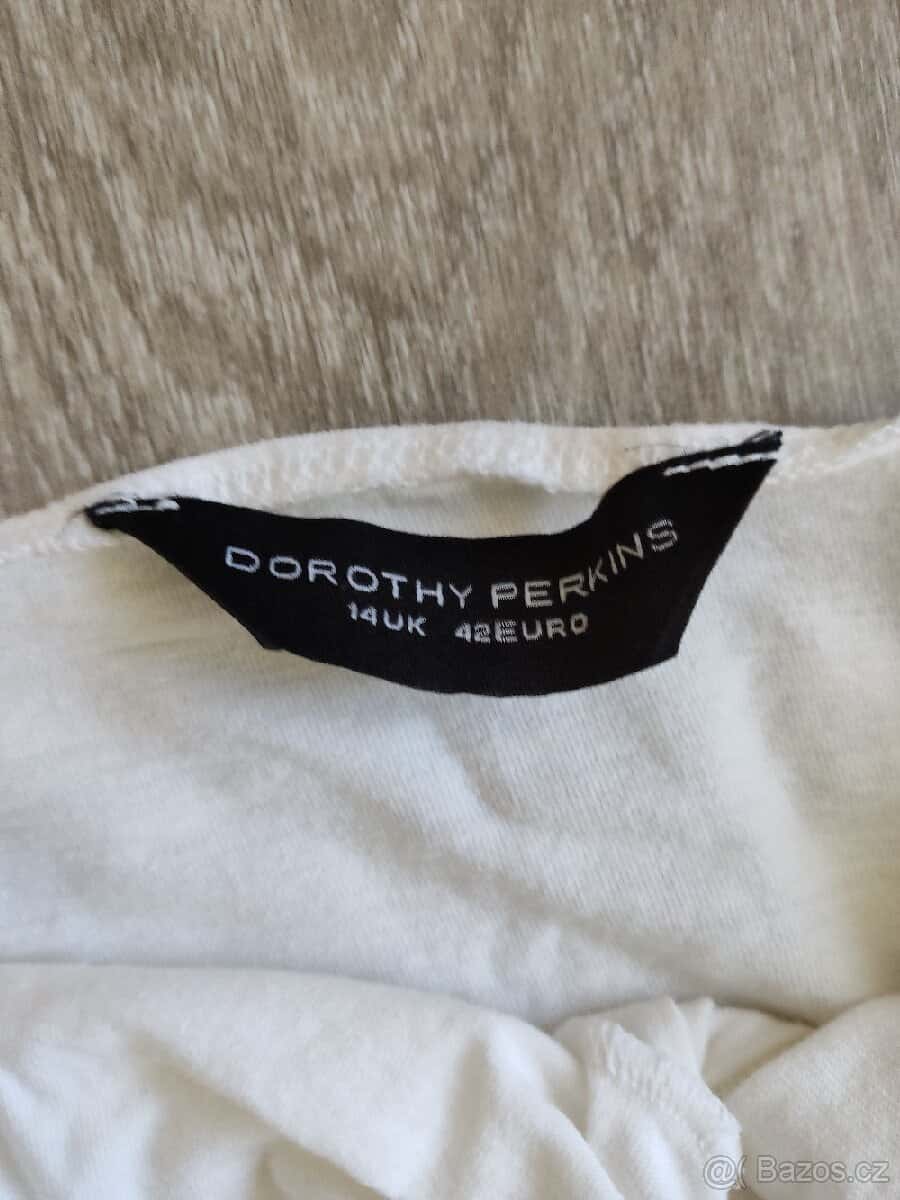 DOROTHY PERKINS
14UK 42EURO
@( Bazos.cz